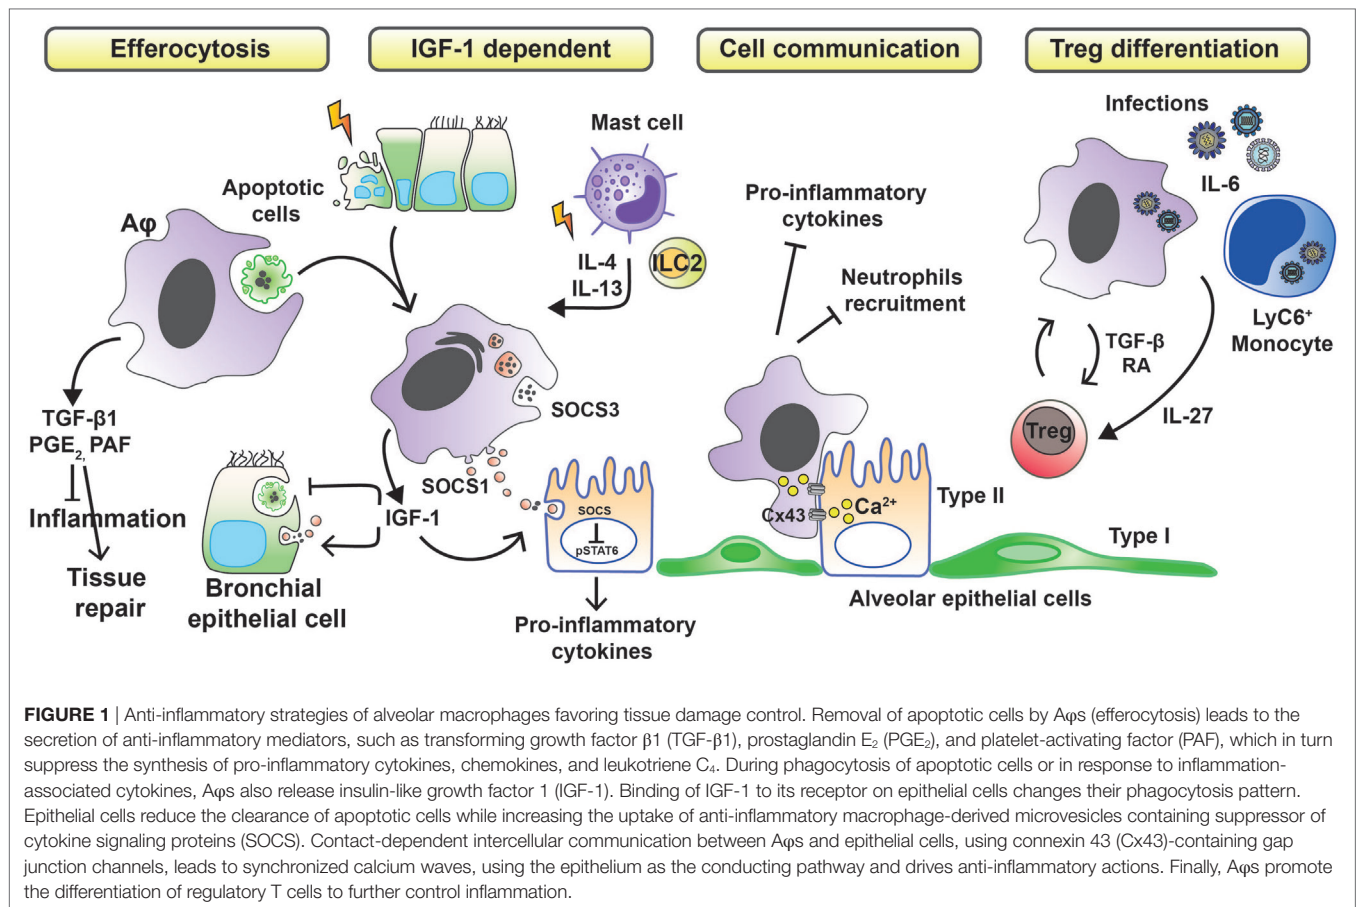 Efferocytosis
IGF-1 dependent
Cell communication
Treg differentiation
Apoptotic
cells
Aφ
TGF-β1
PGE2, PAF
Inflammation
Tissue
repair
Mast cell
ILC2
IL-4
IL-13
SOCS3
SOCS1
IGF-1
Bronchial
epithelial cell
SOCS
pSTAT6
Pro-inflammatory
cytokines
Pro-inflammatory
cytokines
Neutrophils
recruitment
Cx43
Ca²⁺
Type II
Type I
Alveolar epithelial cells
Infections
IL-6
LyC6⁺
Monocyte
TGF-β
RA
IL-27
Treg
FIGURE 1 | Anti-inflammatory strategies of alveolar macrophages favoring tissue damage control. Removal of apoptotic cells by Aφs (efferocytosis) leads to the
secretion of anti-inflammatory mediators, such as transforming growth factor β1 (TGF-β1), prostaglandin E₂ (PGE₂), and platelet-activating factor (PAF), which in turn
suppress the synthesis of pro-inflammatory cytokines, chemokines, and leukotriene C₄. During phagocytosis of apoptotic cells or in response to inflammation-
associated cytokines, Aφs also release insulin-like growth factor 1 (IGF-1). Binding of IGF-1 to its receptor on epithelial cells changes their phagocytosis pattern.
Epithelial cells reduce the clearance of apoptotic cells while increasing the uptake of anti-inflammatory macrophage-derived microvesicles containing suppressor of
cytokine signaling proteins (SOCS). Contact-dependent intercellular communication between Aφs and epithelial cells, using connexin 43 (Cx43)-containing gap
junction channels, leads to synchronized calcium waves, using the epithelium as the conducting pathway and drives anti-inflammatory actions. Finally, Aφs promote
the differentiation of regulatory T cells to further control inflammation.